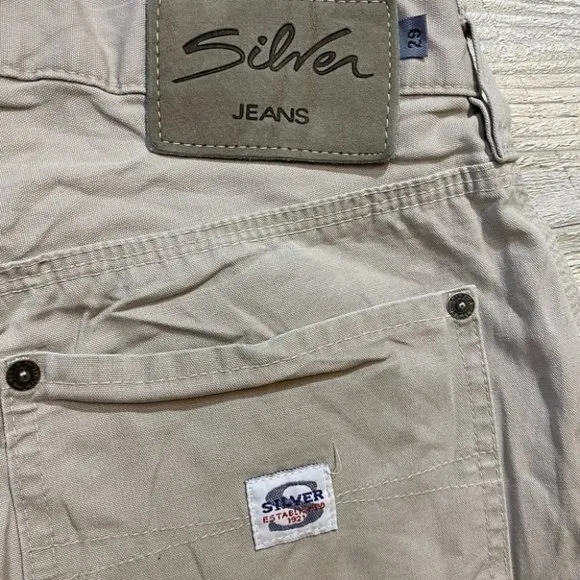 Silver
JEANS
29
SILVER
ESTABLISHED
1921